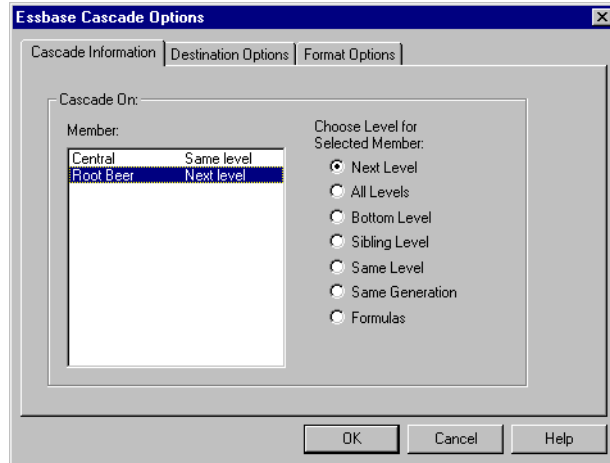 Essbase Cascade Options
Cascade Information Destination Options Format Options
Cascade On:
Member:
Central Same level
Root Beer Next level
Choose Level for
Selected Member:
Next Level
All Levels
Bottom Level
Sibling Level
Same Level
Same Generation
Formulas
OK Cancel Help